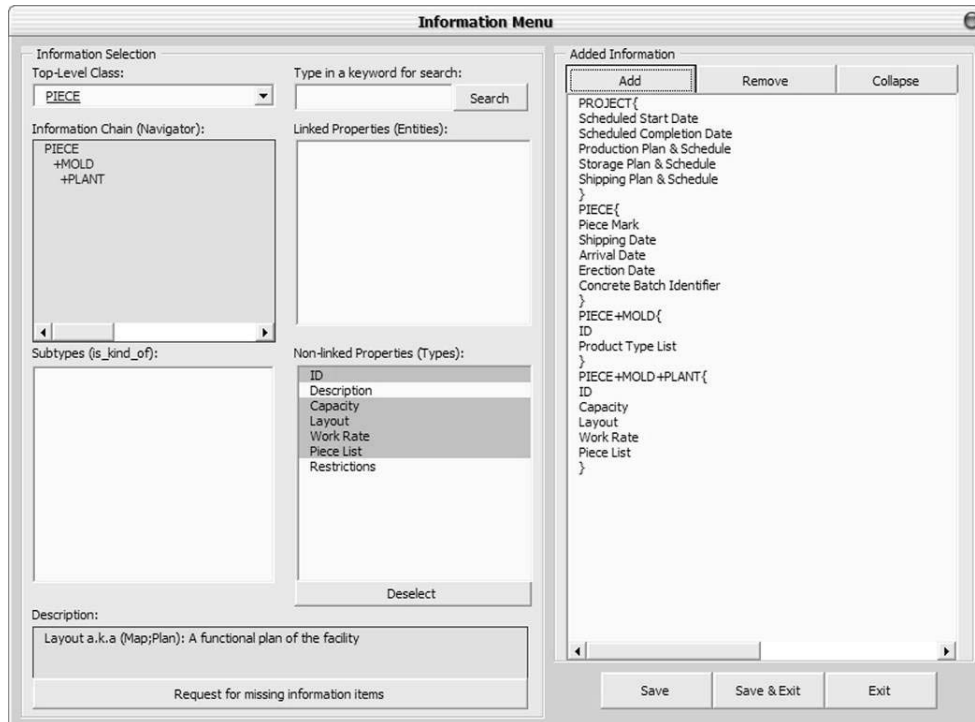 Information Menu
Information Selection
Top-Level Class:
PIECE
Type in a keyword for search:
Search
Information Chain (Navigator):
PIECE
+MOLD
+PLANT
Linked Properties (Entities):
Subtypes (is_kind_of):
Non-linked Properties (Types):
ID
Description
Capacity
Layout
Work Rate
Piece List
Restrictions
Deselect
Description:
Layout a.k.a (Map;Plan): A functional plan of the facility
Request for missing information items
Added Information
Add
Remove
Collapse
PROJECT{
Scheduled Start Date
Scheduled Completion Date
Production Plan & Schedule
Storage Plan & Schedule
Shipping Plan & Schedule
}
PIECE{
Piece Mark
Shipping Date
Arrival Date
Erection Date
Concrete Batch Identifier
}
PIECE+MOLD{
ID
Product Type List
}
PIECE+MOLD+PLANT{
ID
Capacity
Layout
Work Rate
Piece List
}
Save
Save & Exit
Exit